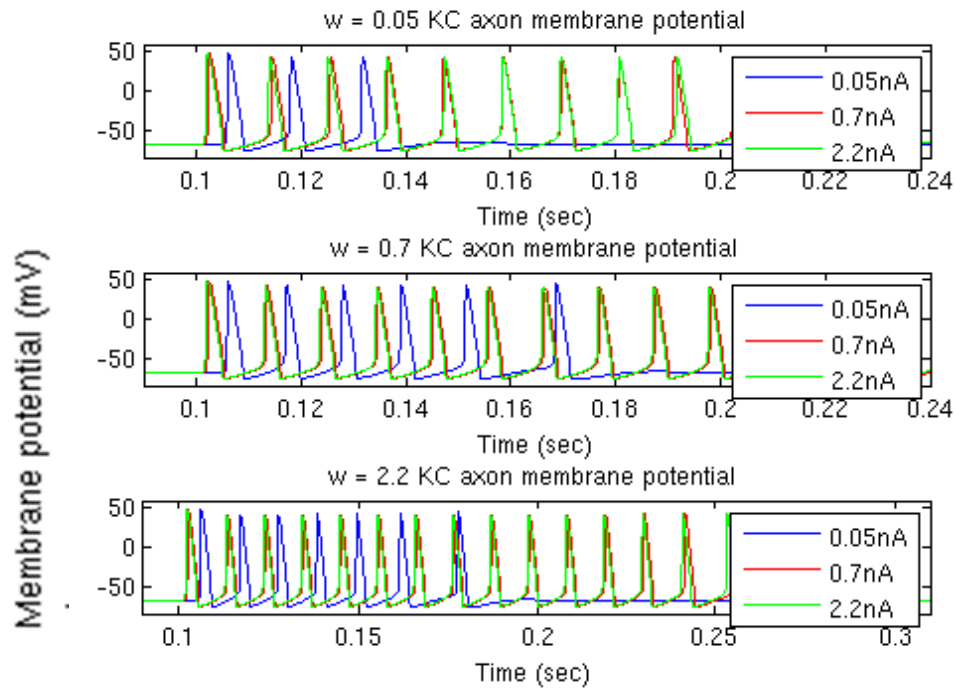 w = 0.05 KC axon membrane potential
50
0
−50
0.05nA
0.7nA
2.2nA
0.1 0.12 0.14 0.16 0.18 0.2 0.22 0.24
Time (sec)
Membrane potential (mV)
w = 0.7 KC axon membrane potential
50
0
−50
0.05nA
0.7nA
2.2nA
0.1 0.12 0.14 0.16 0.18 0.2 0.22 0.24
Time (sec)
w = 2.2 KC axon membrane potential
50
0
−50
0.05nA
0.7nA
2.2nA
0.1 0.15 0.2 0.25 0.3
Time (sec)